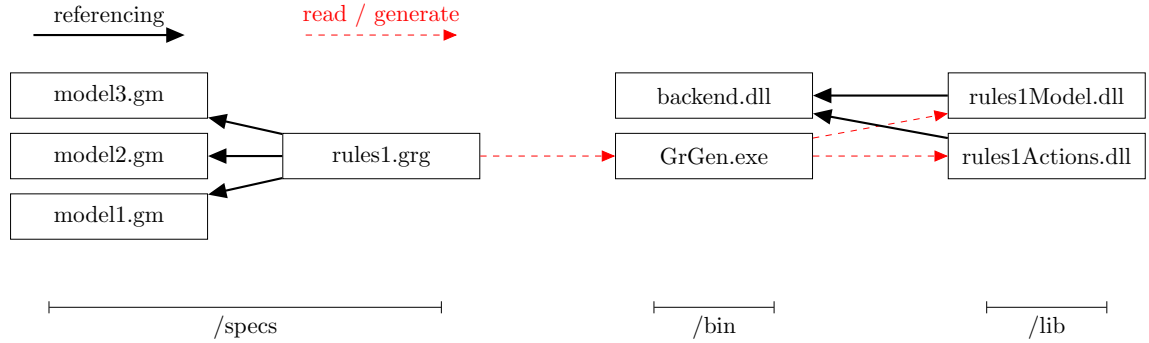 referencing
read / generate
model3.gm
backend.dll
rules1Model.dll
model2.gm
rules1.grg
GrGen.exe
rules1Actions.dll
model1.gm
/specs
/bin
/lib